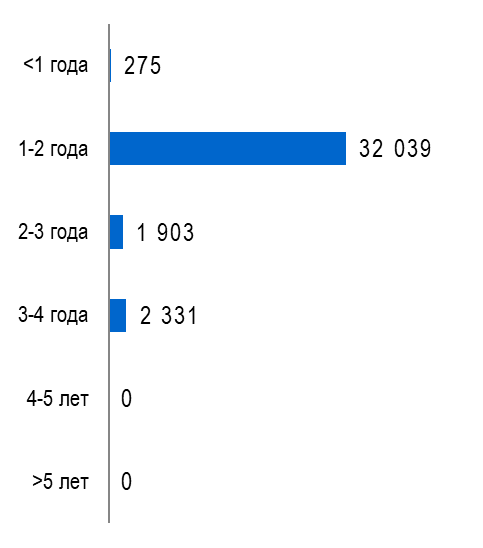 <1 года 275
1-2 года 32 039
2-3 года 1 903
3-4 года 2 331
4-5 лет 0
>5 лет 0